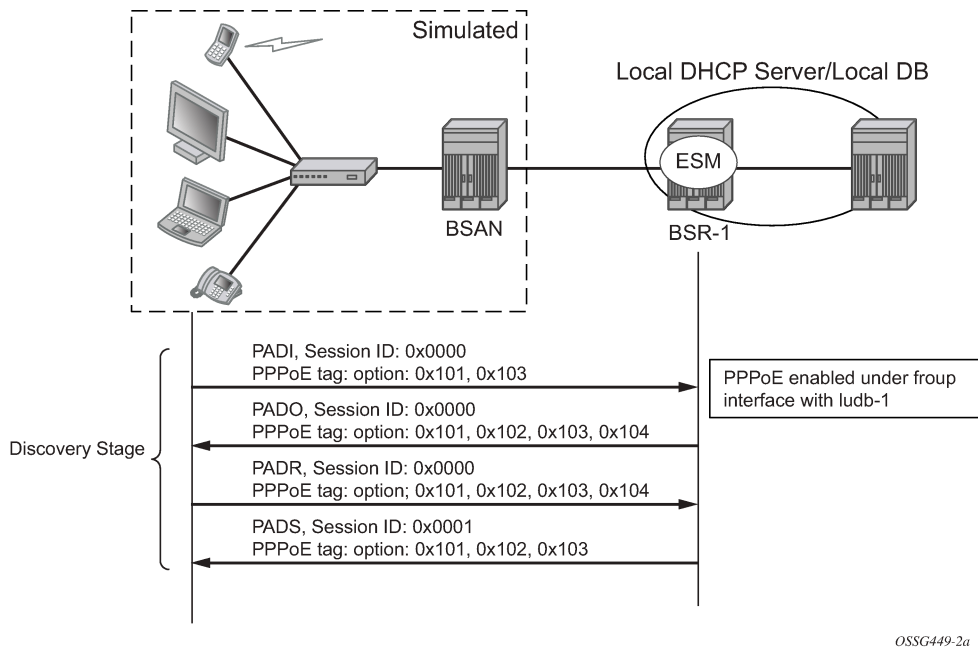 Simulated
Local DHCP Server/Local DB
ESM
BSAN
BSR-1
PADI, Session ID: 0x0000
PPPoE tag: option: 0x101, 0x103
PPPoE enabled under froup
interface with ludb-1
PADO, Session ID: 0x0000
PPPoE tag: option: 0x101, 0x102, 0x103, 0x104
Discovery Stage
PADR, Session ID: 0x0000
PPPoE tag: option; 0x101, 0x102, 0x103, 0x104
PADS, Session ID: 0x0001
PPPoE tag: option: 0x101, 0x102, 0x103
OSSG449-2a